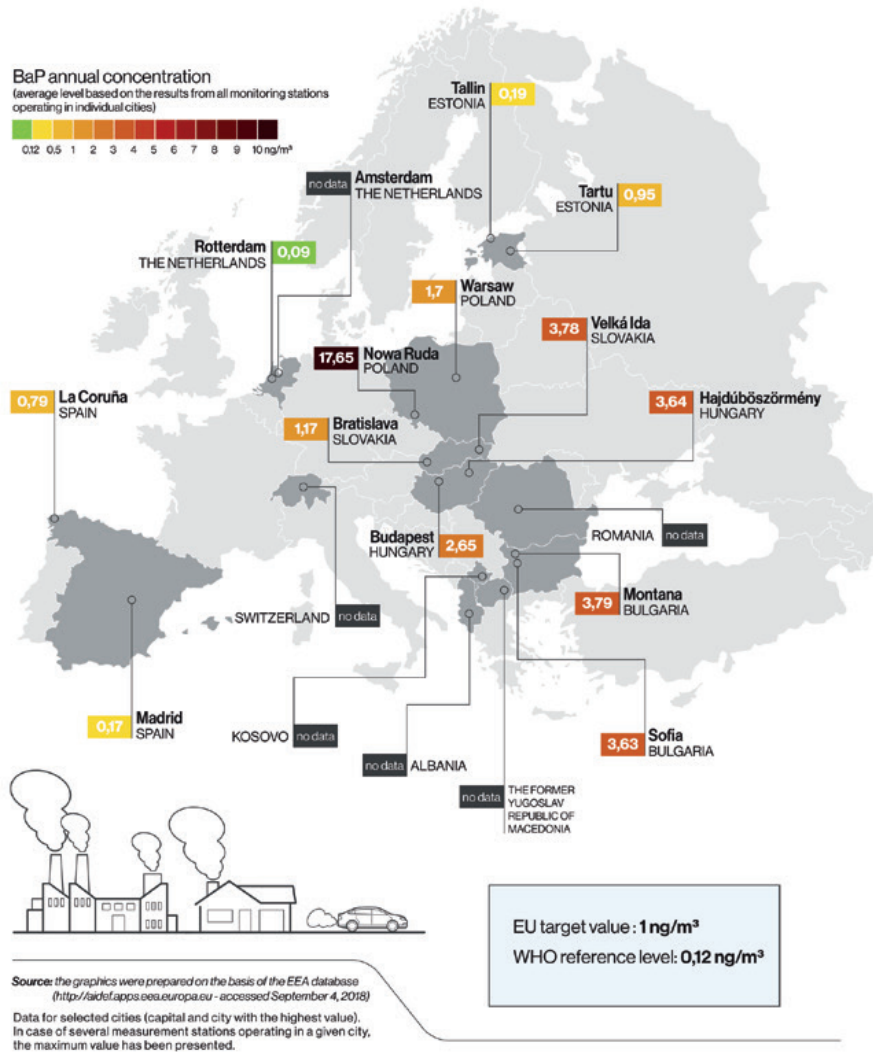 BaP annual concentration
(average level based on the results from all monitoring stations
operating in individual cities)
0,12 0,5 1 2 3 4 5 6 7 8 9 10 ng/m³
Tallin
ESTONIA
0,19
no data
Amsterdam
THE NETHERLANDS
Tartu
ESTONIA
0,95
Rotterdam
THE NETHERLANDS
0,09
1,7
Warsaw
POLAND
3,78
Velká Ida
SLOVAKIA
17,65
Nowa Ruda
POLAND
0,79
La Coruña
SPAIN
1,17
Bratislava
SLOVAKIA
3,64
Hajdúböszörmény
HUNGARY
Budapest
HUNGARY
2,65
ROMANIA
no data
SWITZERLAND
no data
3,79
Montana
BULGARIA
0,17
Madrid
SPAIN
KOSOVO
no data
no data
ALBANIA
3,63
Sofia
BULGARIA
no data
THE FORMER
YUGOSLAV
REPUBLIC OF
MACEDONIA
EU target value : 1 ng/m³
WHO reference level: 0,12 ng/m³
Source: the graphics were prepared on the basis of the EEA database
(http://aidef.apps.eea.europa.eu - accessed September 4, 2018)
Data for selected cities (capital and city with the highest value).
In case of several measurement stations operating in a given city,
the maximum value has been presented.